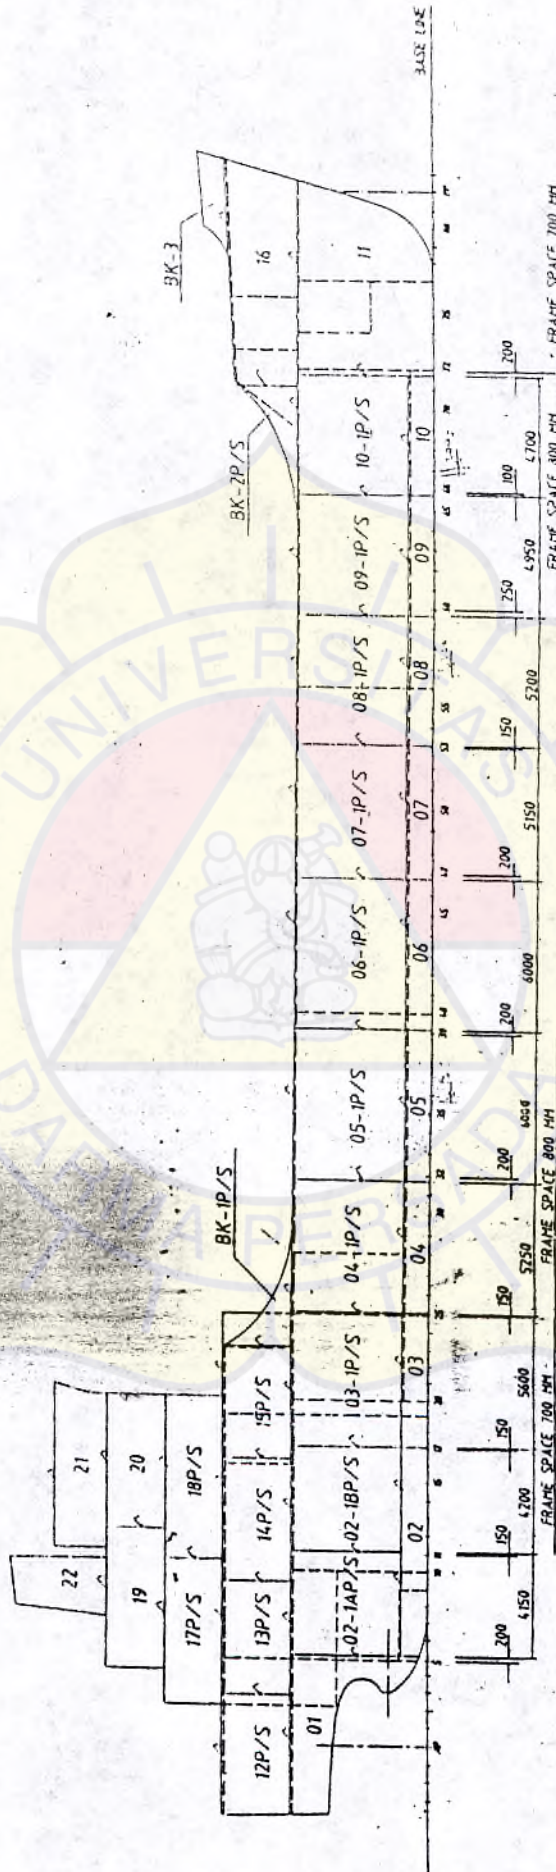 BASE LINE
BK-3
BK-2P/S
BK-1P/S
16
11
10-1P/S
09-1P/S
08-1P/S
07-1P/S
06-1P/S
05-1P/S
04-1P/S
03-1P/S
02-1BP/S
02-1AP/S
10
09
08
07
06
05
04
03
02
01
22
21
20
19
18P/S
17P/S
15P/S
14P/S
13P/S
12P/S
200
4150
150
4200
150
5600
150
5250
200
6000
200
6000
200
5150
150
5200
250
4950
100
4700
200
FRAME SPACE 700 MM
FRAME SPACE 800 MM
FRAME SPACE 800 MM
FRAME SPACE 700 MM
UNIVERSITAS
DARMA PERSADA